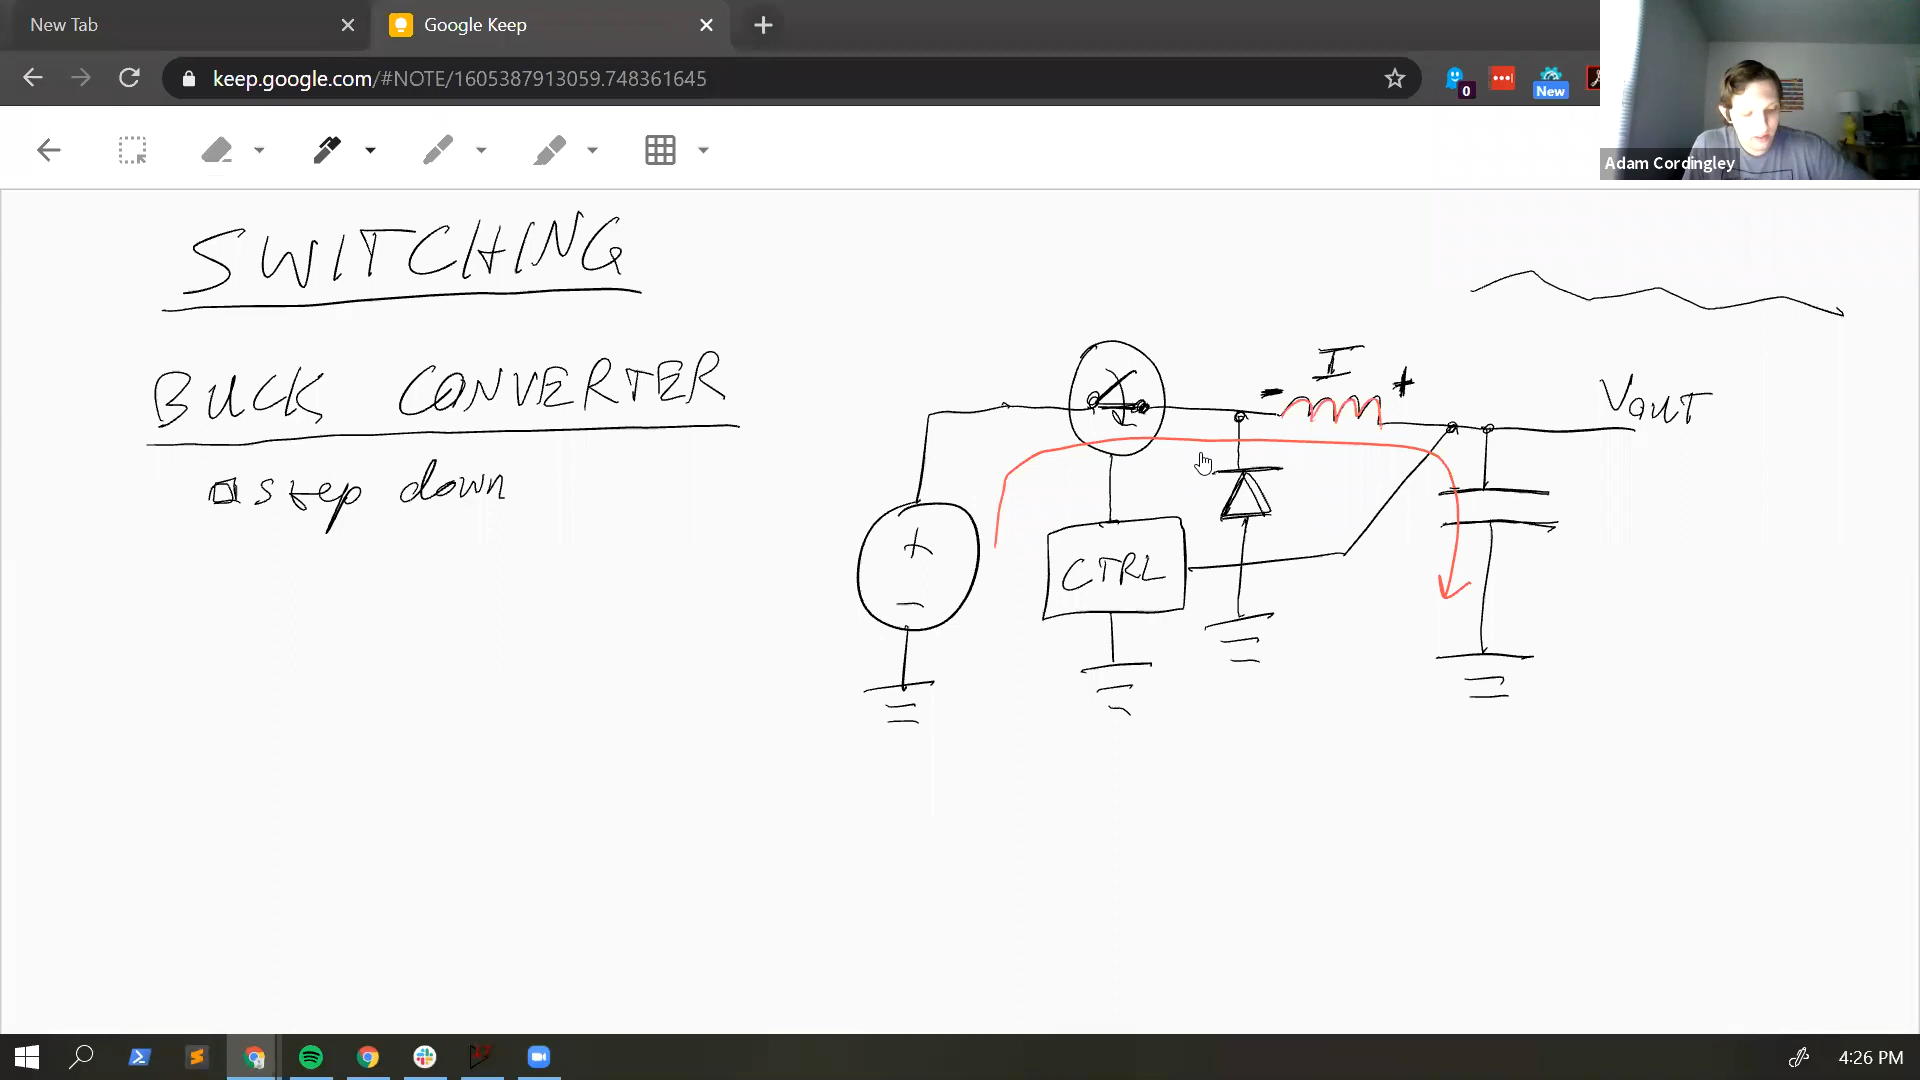 New Tab
Google Keep
keep.google.com/#NOTE/1605387913059.748361645
0
New
Adam Cordingley
SWITCHING
BUCK CONVERTER
step down
- I +
VOUT
+
−
CTRL
4:26 PM